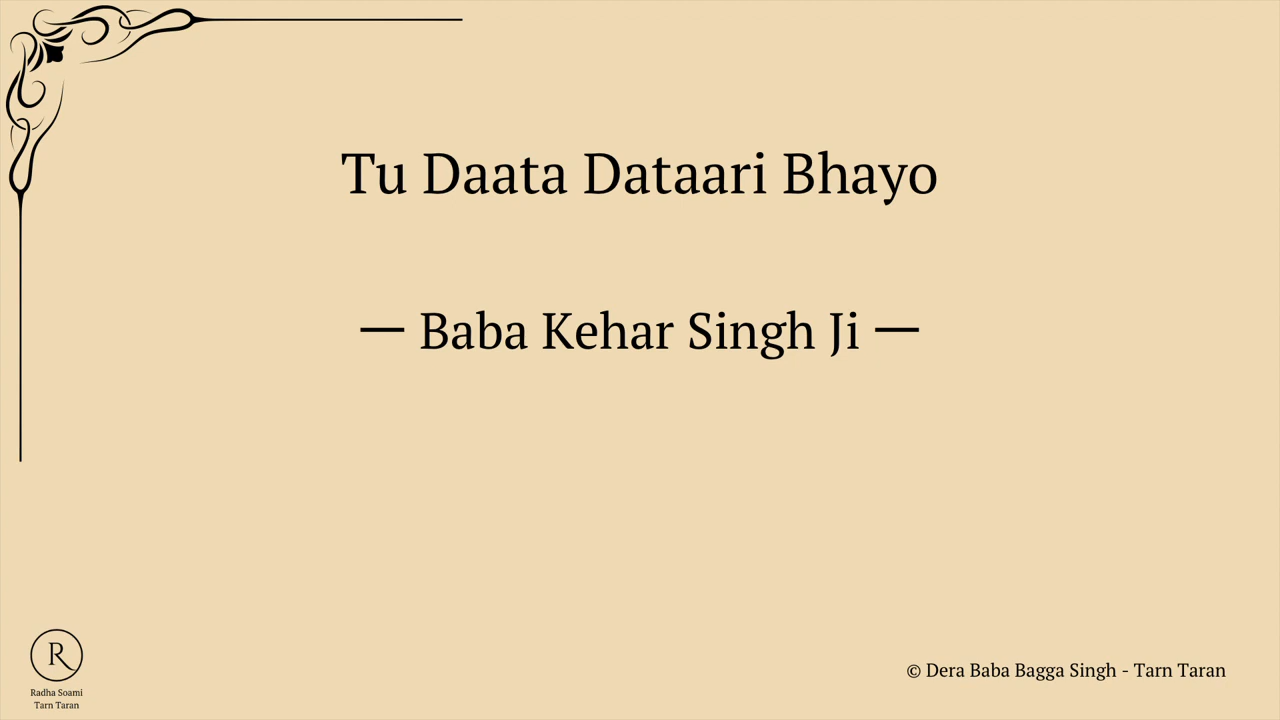 Tu Daata Dataari Bhayo
— Baba Kehar Singh Ji —
R
Radha Soami
Tarn Taran
© Dera Baba Bagga Singh - Tarn Taran